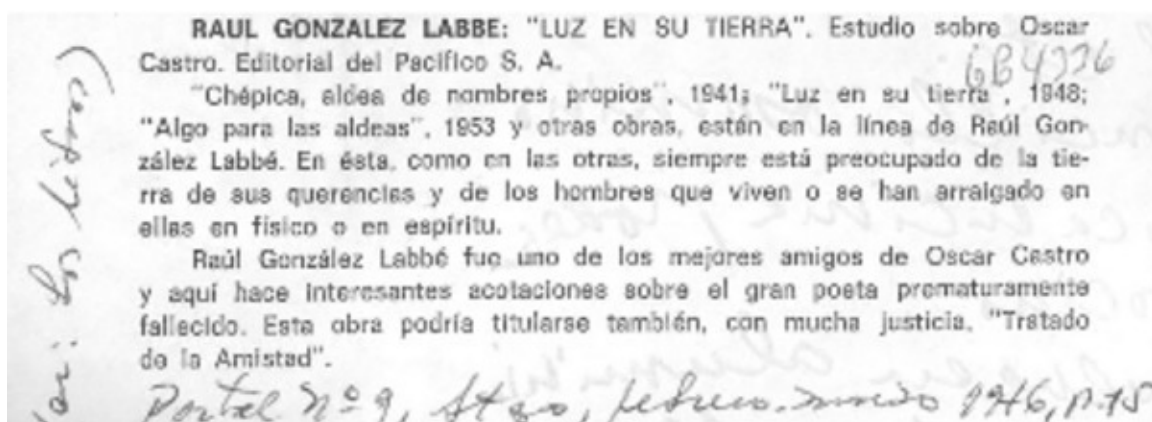 RAUL GONZALEZ LABBE: "LUZ EN SU TIERRA". Estudio sobre Oscar
Castro. Editorial del Pacífico S. A.
"Chépica, aldea de nombres propios", 1941; "Luz en su tierra", 1948;
"Algo para las aldeas", 1953 y otras obras, están en la línea de Raúl Gon-
zález Labbé. En ésta, como en las otras, siempre está preocupado de la tie-
rra de sus querencias y de los hombres que viven o se han arraigado en
ellas en físico o en espíritu.
Raúl González Labbé fue uno de los mejores amigos de Oscar Castro
y aquí hace interesantes acotaciones sobre el gran poeta prematuramente
fallecido. Esta obra podría titularse también, con mucha justicia, "Tratado
de la Amistad".
Portal nº 9, Stgo, febrero-marzo